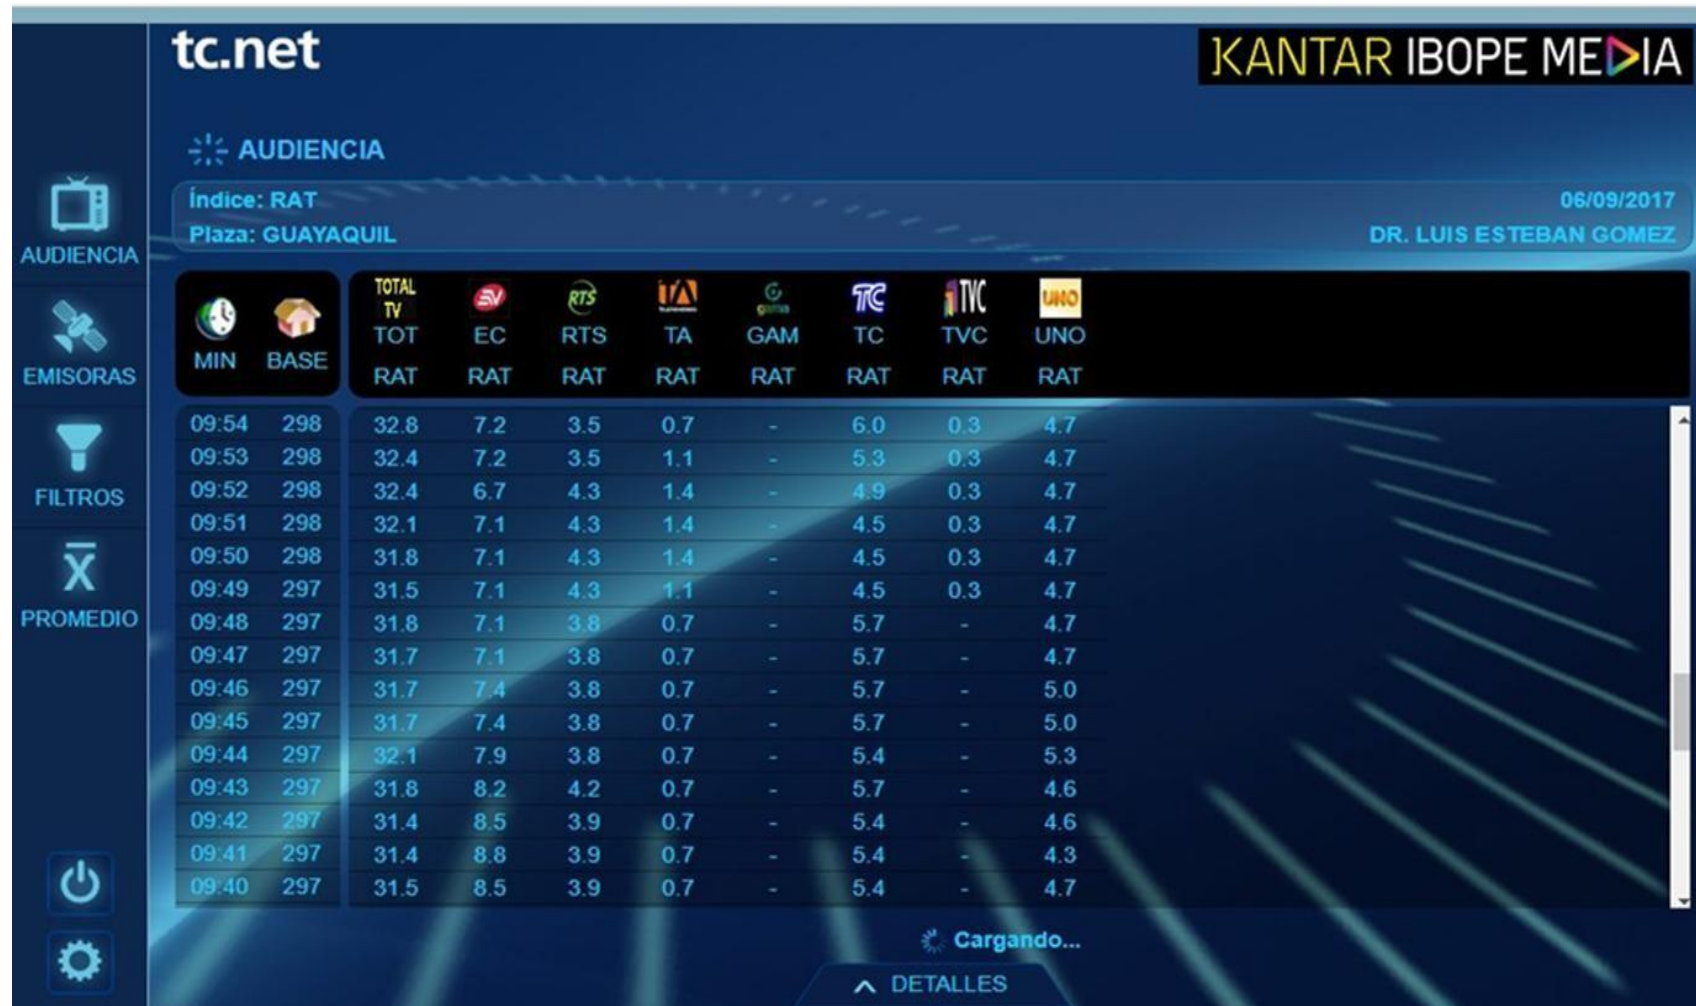 tc.net
KANTAR IBOPE MEDIA
AUDIENCIA
Índice: RAT 06/09/2017
Plaza: GUAYAQUIL DR. LUIS ESTEBAN GOMEZ
AUDIENCIA
EMISORAS
FILTROS
PROMEDIO
TOTAL TV EV RTS TA gama TC TVC UNO
MIN BASE TOT EC RTS TA GAM TC TVC UNO
RAT RAT RAT RAT RAT RAT RAT RAT
09:54 298 32.8 7.2 3.5 0.7 - 6.0 0.3 4.7
09:53 298 32.4 7.2 3.5 1.1 - 5.3 0.3 4.7
09:52 298 32.4 6.7 4.3 1.4 - 4.9 0.3 4.7
09:51 298 32.1 7.1 4.3 1.4 - 4.5 0.3 4.7
09:50 298 31.8 7.1 4.3 1.4 - 4.5 0.3 4.7
09:49 297 31.5 7.1 4.3 1.1 - 4.5 0.3 4.7
09:48 297 31.8 7.1 3.8 0.7 - 5.7 - 4.7
09:47 297 31.7 7.1 3.8 0.7 - 5.7 - 4.7
09:46 297 31.7 7.4 3.8 0.7 - 5.7 - 5.0
09:45 297 31.7 7.4 3.8 0.7 - 5.7 - 5.0
09:44 297 32.1 7.9 3.8 0.7 - 5.4 - 5.3
09:43 297 31.8 8.2 4.2 0.7 - 5.7 - 4.6
09:42 297 31.4 8.5 3.9 0.7 - 5.4 - 4.6
09:41 297 31.4 8.8 3.9 0.7 - 5.4 - 4.3
09:40 297 31.5 8.5 3.9 0.7 - 5.4 - 4.7
Cargando...
DETALLES